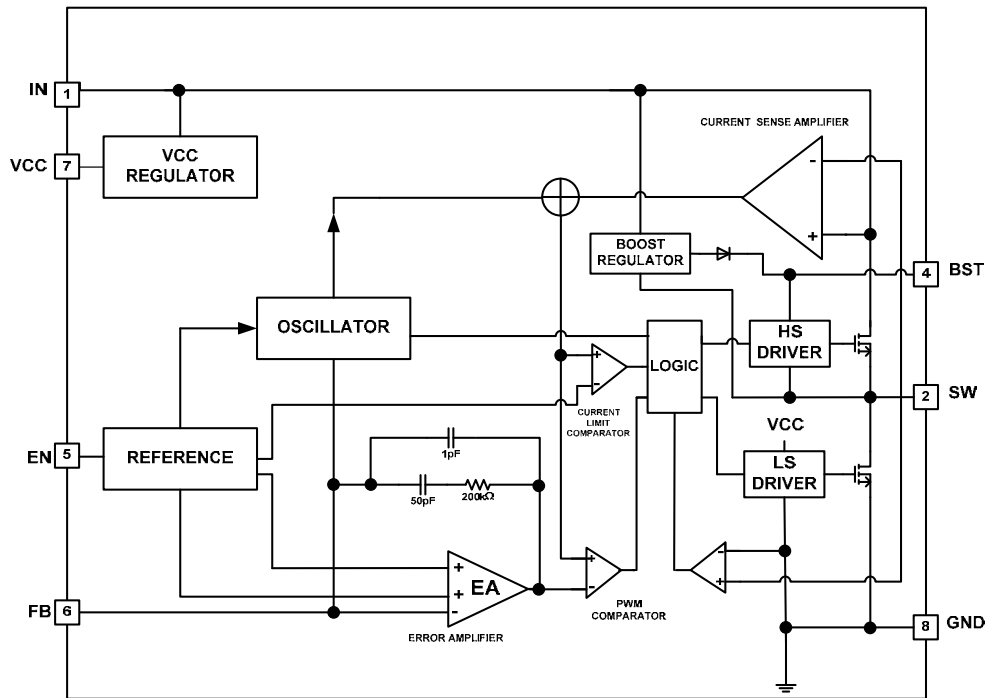 IN
1
CURRENT SENSE AMPLIFIER
VCC
7
VCC
REGULATOR
-
+
BOOST
REGULATOR
4
BST
OSCILLATOR
HS
DRIVER
LOGIC
+
-
CURRENT
LIMIT
COMPARATOR
2
SW
VCC
EN
5
REFERENCE
1pF
50pF
200kΩ
LS
DRIVER
+
+
-
EA
ERROR AMPLIFIER
+
-
PWM
COMPARATOR
-
+
FB
6
8
GND